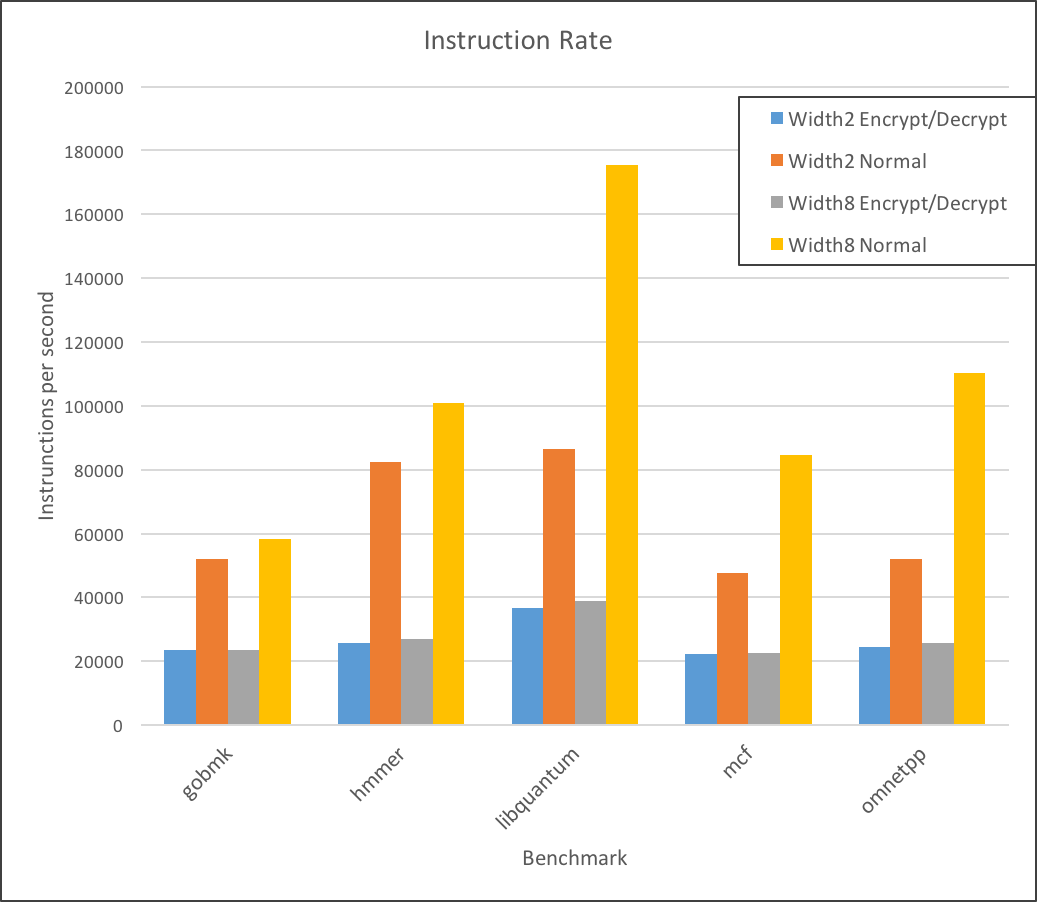 Instruction Rate
200000
180000
160000
140000
120000
100000
80000
60000
40000
20000
0
Instrunctions per second
Width2 Encrypt/Decrypt
Width2 Normal
Width8 Encrypt/Decrypt
Width8 Normal
gobmk
hmmer
libquantum
mcf
omnetpp
Benchmark